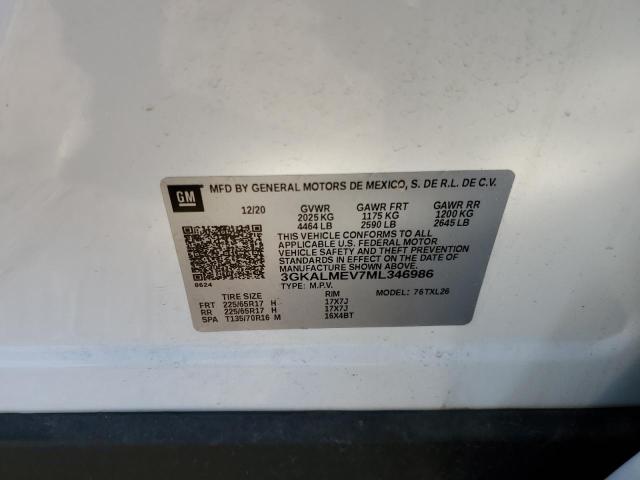 GM MFD BY GENERAL MOTORS DE MEXICO, S. DE R.L. DE C.V.
12/20 GVWR GAWR FRT GAWR RR
2025 KG 1175 KG 1200 KG
4464 LB 2590 LB 2645 LB
THIS VEHICLE CONFORMS TO ALL
APPLICABLE U.S. FEDERAL MOTOR
VEHICLE SAFETY AND THEFT PREVENTION
STANDARDS IN EFFECT ON THE DATE
OF MANUFACTURE SHOWN ABOVE.
0624 3GKALMEV7ML346986
TYPE: M.P.V. MODEL: 76TXL26
TIRE SIZE RIM
FRT 225/65R17 H 17X7J
RR 225/65R17 H 17X7J
SPA T135/70R16 M 16X4BT